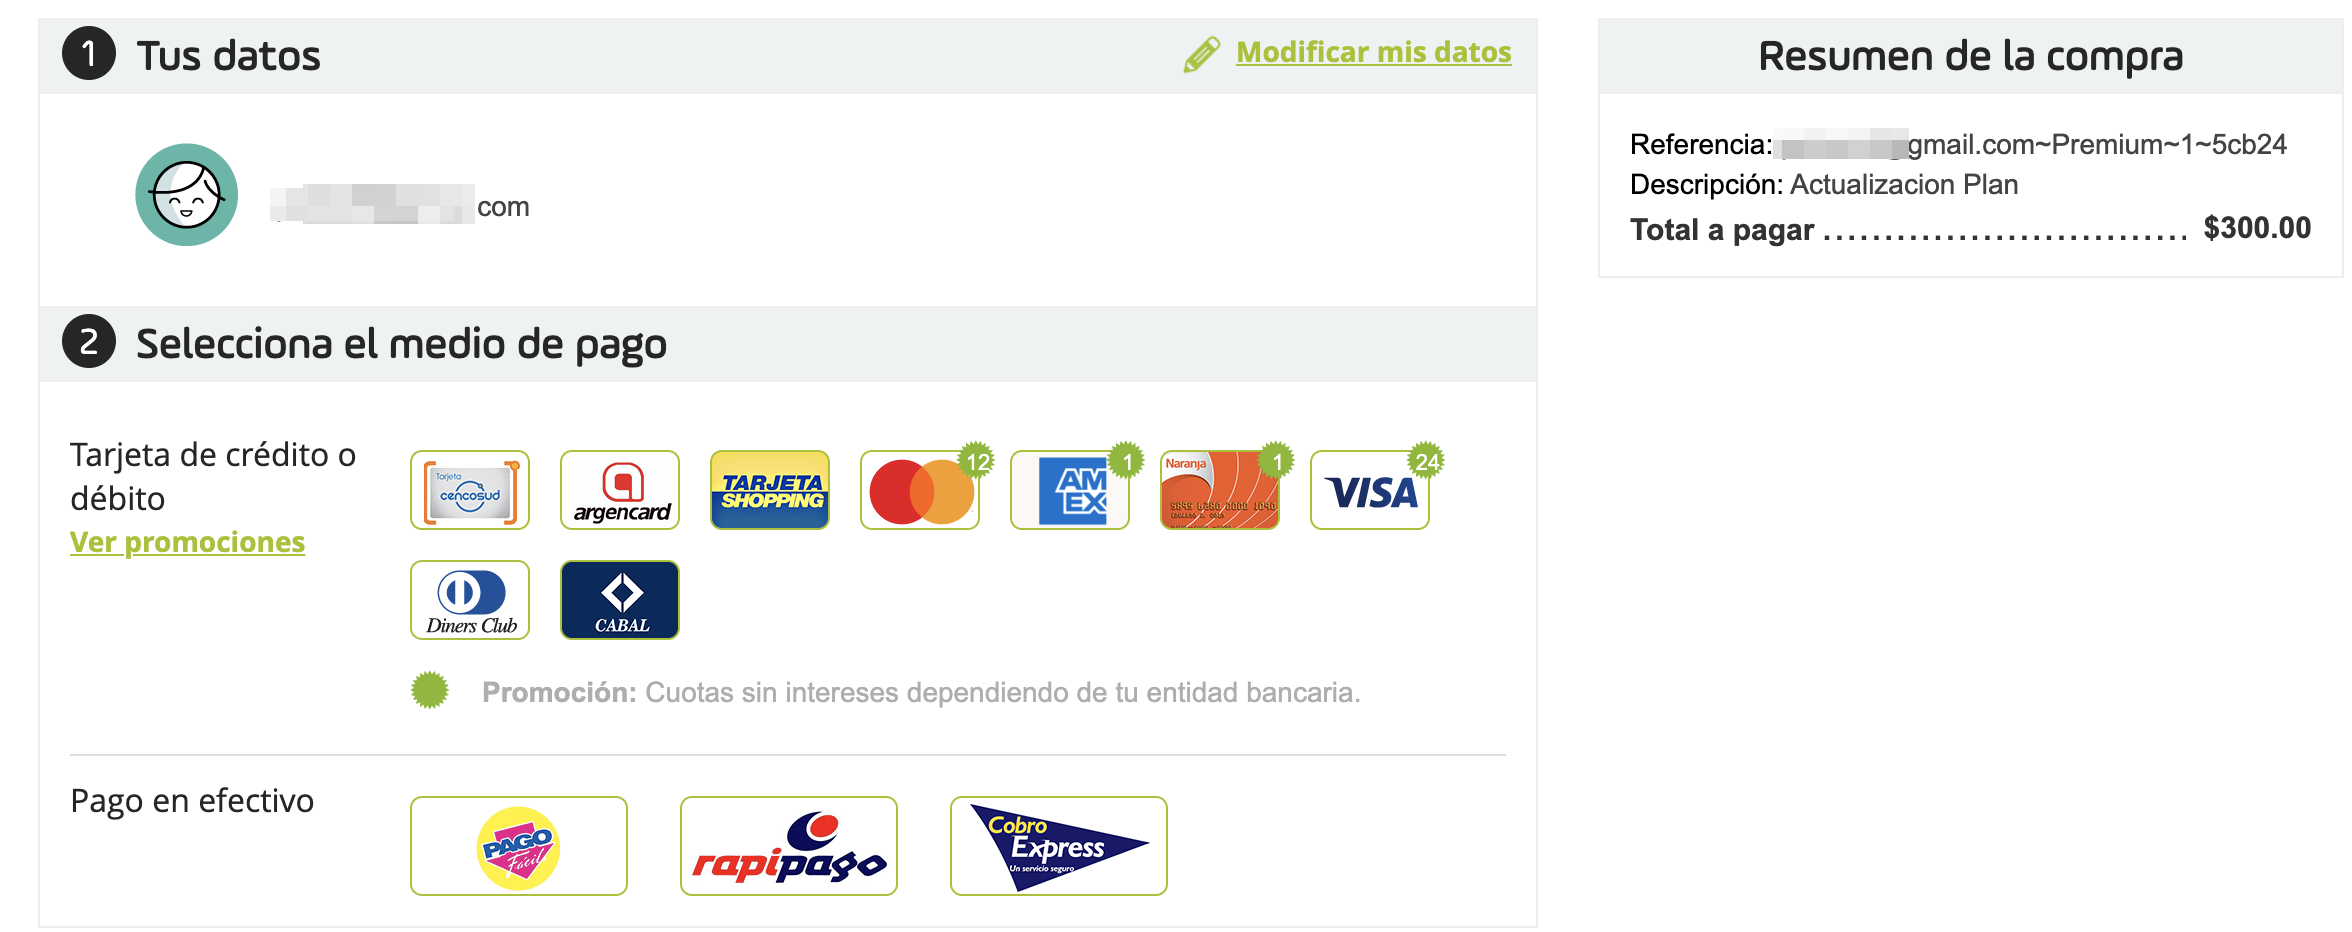 1 Tus datos
Modificar mis datos
com
2 Selecciona el medio de pago
Tarjeta de crédito o
débito
Ver promociones
Tarjeta
cencosud
argencard
TARJETA
SHOPPING
12
AM
EX
1
Naranja
1
VISA
24
Diners Club
CABAL
Promoción: Cuotas sin intereses dependiendo de tu entidad bancaria.
Pago en efectivo
PAGO
Fácil
rapipago
Cobro
Express
Un servicio seguro
Resumen de la compra
Referencia: gmail.com~Premium~1~5cb24
Descripción: Actualizacion Plan
Total a pagar .............................. $300.00